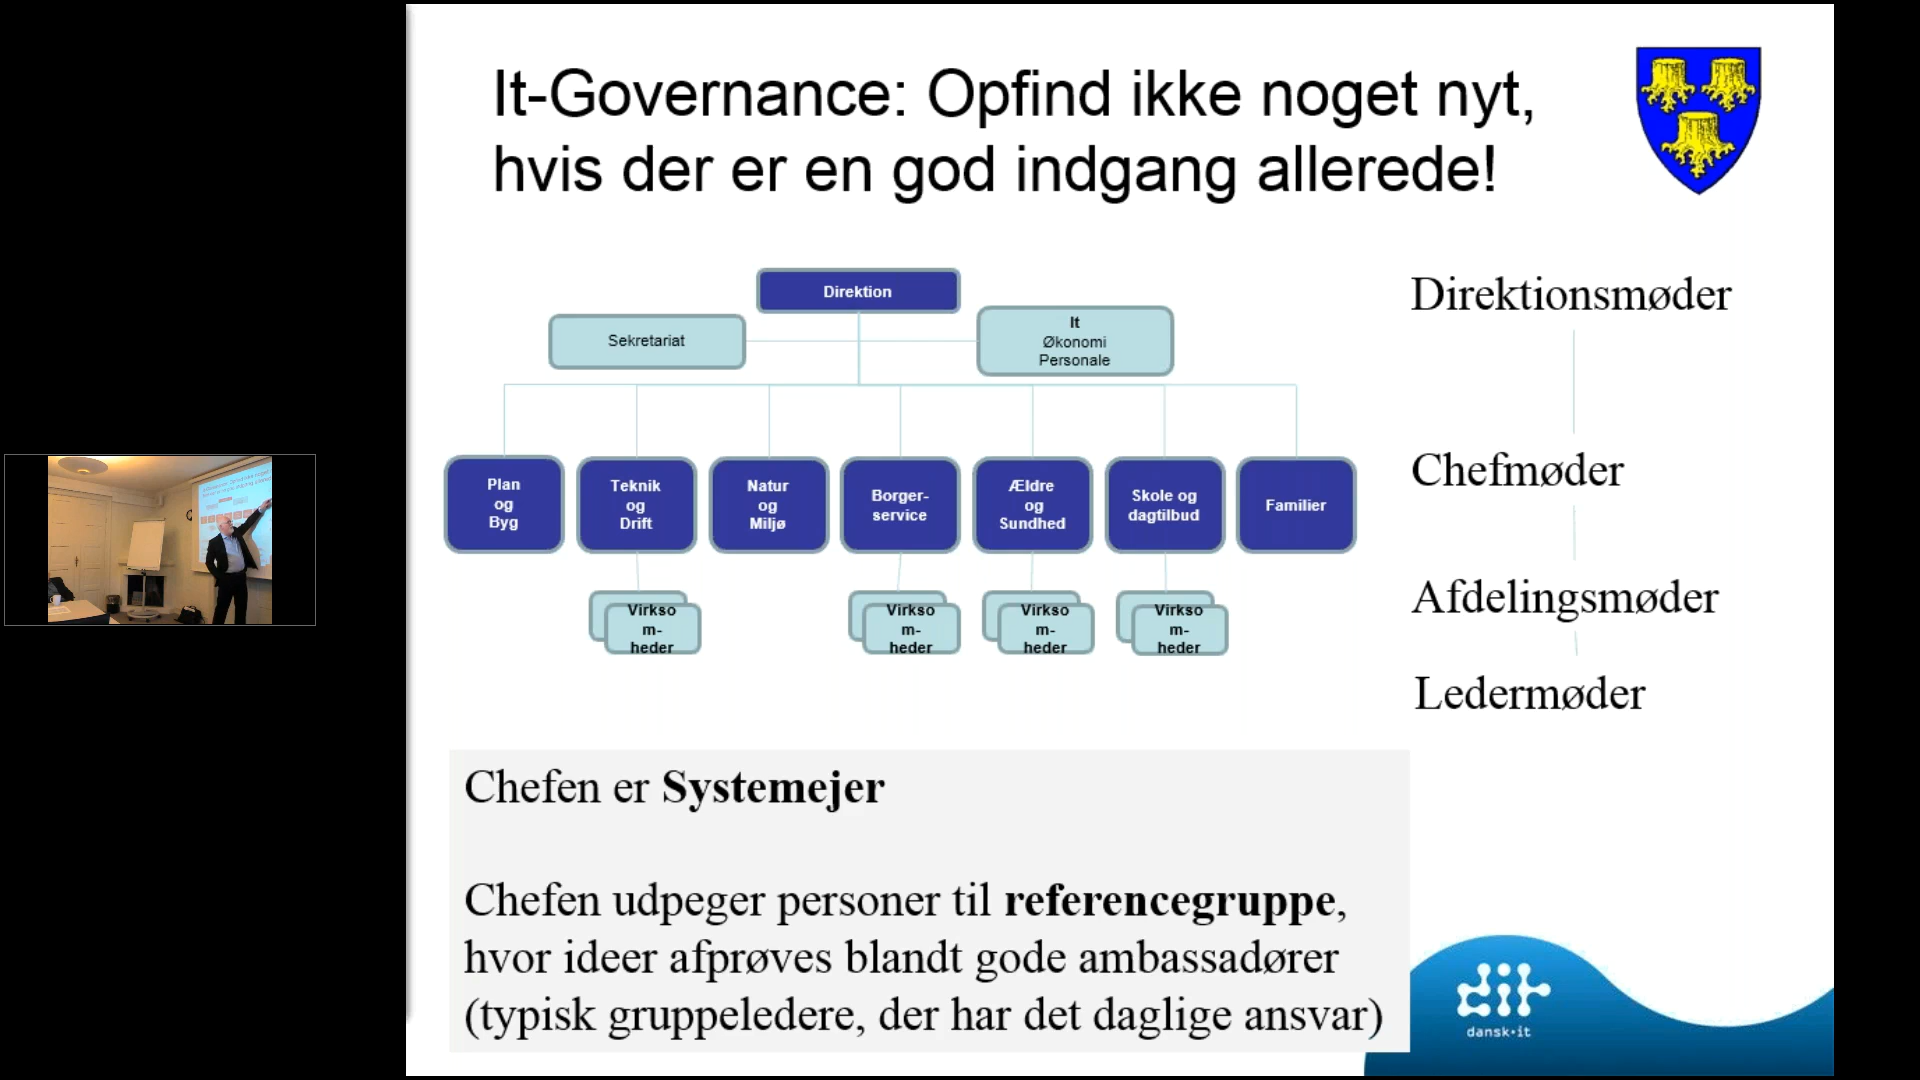 It-Governance: Opfind ikke noget nyt,
hvis der er en god indgang allerede!
Direktion
Sekretariat
It
Økonomi
Personale
Plan
og
Byg
Teknik
og
Drift
Natur
og
Miljø
Borger-
service
Ældre
og
Sundhed
Skole og
dagtilbud
Familier
Virkso
m-
heder
Virkso
m-
heder
Virkso
m-
heder
Virkso
m-
heder
Direktionsmøder
Chefmøder
Afdelingsmøder
Ledermøder
Chefen er Systemejer
Chefen udpeger personer til referencegruppe,
hvor ideer afprøves blandt gode ambassadører
(typisk gruppeledere, der har det daglige ansvar)
dit
dansk·it